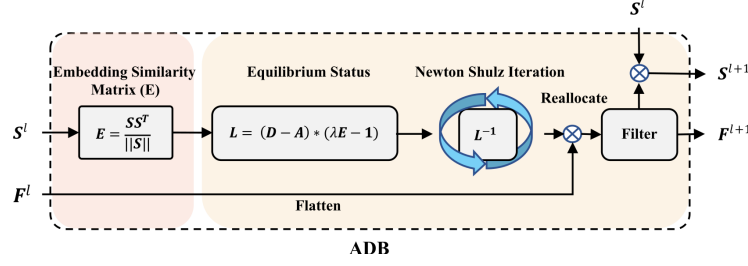 S^l
Embedding Similarity
Matrix (E)
Equilibrium Status
Newton Shulz Iteration
S^{l+1}
Reallocate
S^l
E = SS^T / ||S||
L = (D − A) ∗ (λE − 1)
L^{-1}
Filter
F^{l+1}
F^l
Flatten
ADB